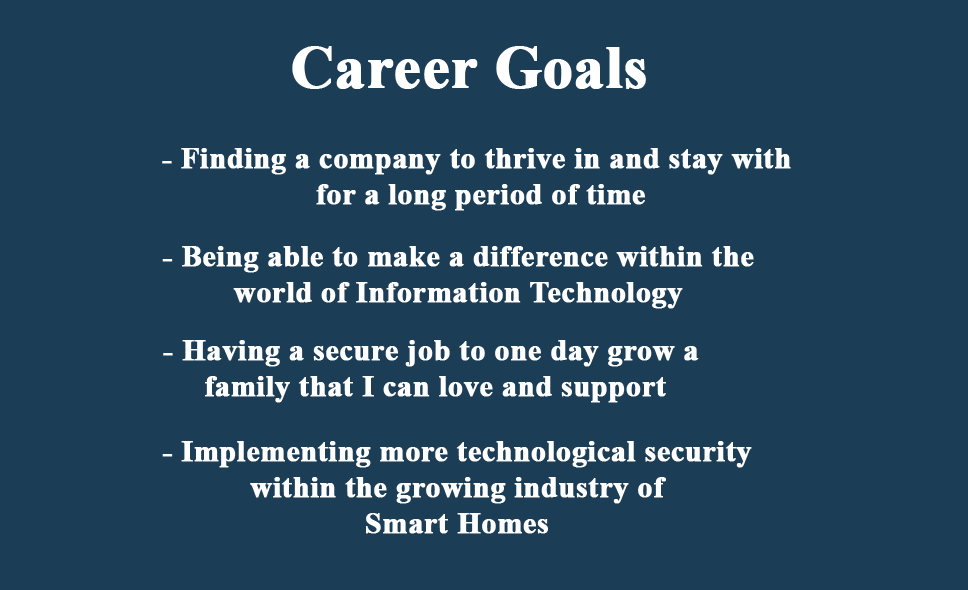 Career Goals
- Finding a company to thrive in and stay with
for a long period of time
- Being able to make a difference within the
world of Information Technology
- Having a secure job to one day grow a
family that I can love and support
- Implementing more technological security
within the growing industry of
Smart Homes